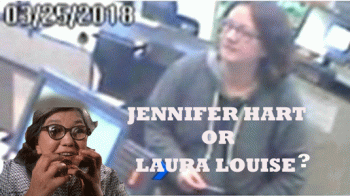 03/25/2018
JENNIFER HART
OR
LAURA LOUISE?